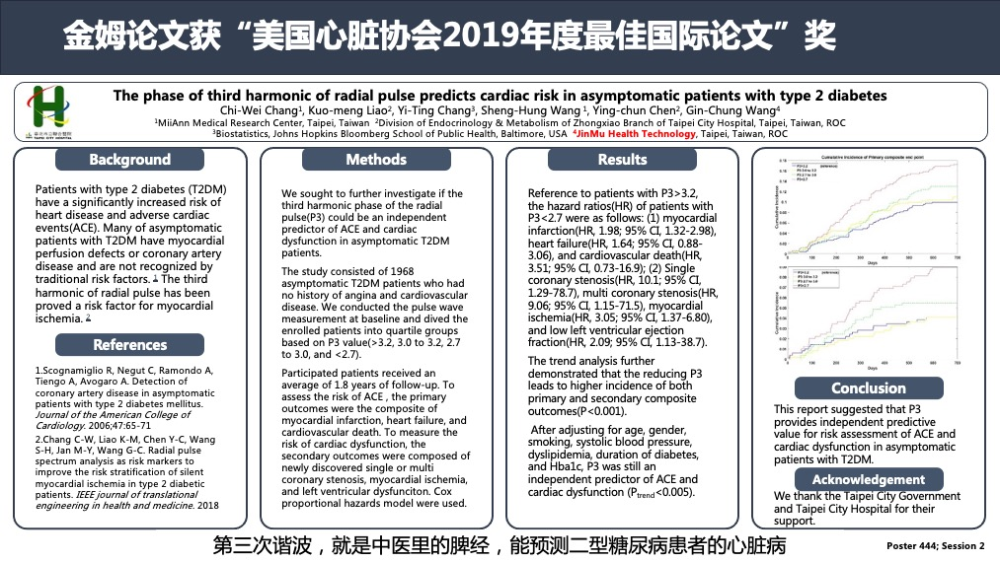 金姆论文获“美国心脏协会2019年度最佳国际论文”奖
The phase of third harmonic of radial pulse predicts cardiac risk in asymptomatic patients with type 2 diabetes
Chi-Wei Chang¹, Kuo-meng Liao², Yi-Ting Chang³, Sheng-Hung Wang ¹, Ying-chun Chen², Gin-Chung Wang⁴
¹MiiAnn Medical Research Center, Taipei, Taiwan ²Division of Endocrinology & Metabolism of Zhongxiao Branch of Taipei City Hospital, Taipei, Taiwan, ROC
³Biostatistics, Johns Hopkins Bloomberg School of Public Health, Baltimore, USA ⁴JinMu Health Technology, Taipei, Taiwan, ROC
TAIPEI CITY HOSPITAL
Background
Patients with type 2 diabetes (T2DM)
have a significantly increased risk of
heart disease and adverse cardiac
events(ACE). Many of asymptomatic
patients with T2DM have myocardial
perfusion defects or coronary artery
disease and are not recognized by
traditional risk factors. ¹ The third
harmonic of radial pulse has been
proved a risk factor for myocardial
ischemia. ²
References
1.Scognamiglio R, Negut C, Ramondo A,
Tiengo A, Avogaro A. Detection of
coronary artery disease in asymptomatic
patients with type 2 diabetes mellitus.
Journal of the American College of
Cardiology. 2006;47:65-71
2.Chang C-W, Liao K-M, Chen Y-C, Wang
S-H, Jan M-Y, Wang G-C. Radial pulse
spectrum analysis as risk markers to
improve the risk stratification of silent
myocardial ischemia in type 2 diabetic
patients. IEEE journal of translational
engineering in health and medicine. 2018
Methods
We sought to further investigate if the
third harmonic phase of the radial
pulse(P3) could be an independent
predictor of ACE and cardiac
dysfunction in asymptomatic T2DM
patients.
The study consisted of 1968
asymptomatic T2DM patients who had
no history of angina and cardiovascular
disease. We conducted the pulse wave
measurement at baseline and dived the
enrolled patients into quartile groups
based on P3 value(>3.2, 3.0 to 3.2, 2.7
to 3.0, and <2.7).
Participated patients received an
average of 1.8 years of follow-up. To
assess the risk of ACE , the primary
outcomes were the composite of
myocardial infarction, heart failure, and
cardiovascular death. To measure the
risk of cardiac dysfunction, the
secondary outcomes were composed of
newly discovered single or multi
coronary stenosis, myocardial ischemia,
and left ventricular dysfunciton. Cox
proportional hazards model were used.
Results
Reference to patients with P3>3.2,
the hazard ratios(HR) of patients with
P3<2.7 were as follows: (1) myocardial
infarction(HR, 1.98; 95% CI, 1.32-2.98),
heart failure(HR, 1.64; 95% CI, 0.88-
3.06), and cardiovascular death(HR,
3.51; 95% CI, 0.73-16.9); (2) Single
coronary stenosis(HR, 10.1; 95% CI,
1.29-78.7), multi coronary stenosis(HR,
9.06; 95% CI, 1.15-71.5), myocardial
ischemia(HR, 3.05; 95% CI, 1.37-6.80),
and low left ventricular ejection
fraction(HR, 2.09; 95% CI, 1.13-38.7).
The trend analysis further
demonstrated that the reducing P3
leads to higher incidence of both
primary and secondary composite
outcomes(P<0.001).
After adjusting for age, gender,
smoking, systolic blood pressure,
dyslipidemia, duration of diabetes,
and Hba1c, P3 was still an
independent predictor of ACE and
cardiac dysfunction (Ptrend<0.005).
Cumulative Incidence of Primary composite end point
Cumulative Incidence
0 100 200 300 400 500 600 700
Days
Cumulative Incidence
0 100 200 300 400 500 600 700
Days
Conclusion
This report suggested that P3
provides independent predictive
value for risk assessment of ACE and
cardiac dysfunction in asymptomatic
patients with T2DM.
Acknowledgement
We thank the Taipei City Government
and Taipei City Hospital for their
support.
第三次谐波，就是中医里的脾经，能预测二型糖尿病患者的心脏病
Poster 444; Session 2